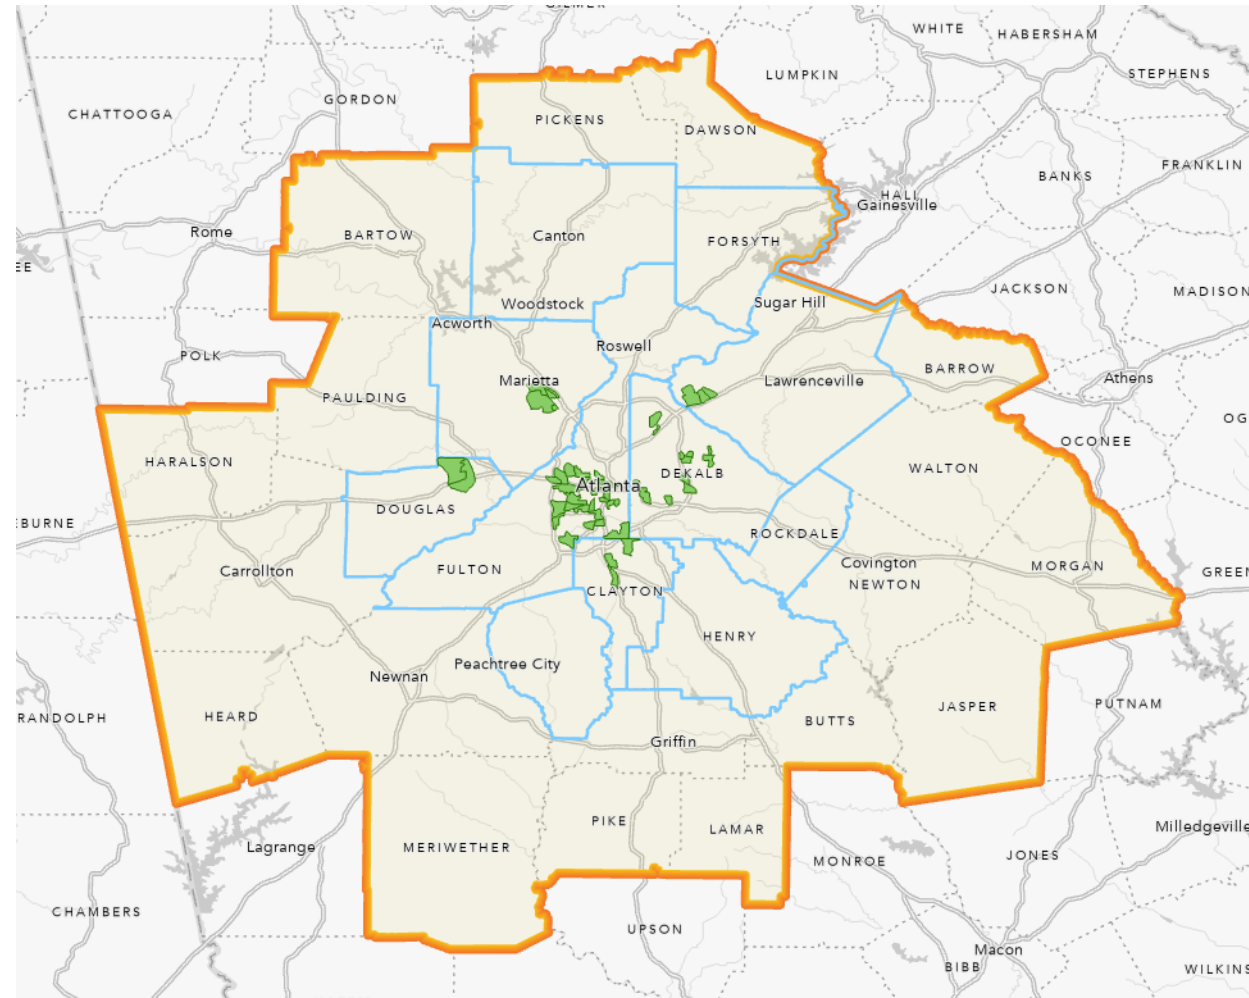 GILMER
WHITE
HABERSHAM
LUMPKIN
STEPHENS
GORDON
CHATTOOGA
PICKENS
DAWSON
FRANKLIN
BANKS
HALL
Gainesville
Rome
BARTOW
Canton
FORSYTH
EE
JACKSON
MADISON
Woodstock
Sugar Hill
Acworth
Roswell
POLK
Marietta
Lawrenceville
BARROW
Athens
PAULDING
OCONEE
OG
HARALSON
DEKALB
WALTON
Atlanta
DOUGLAS
EBURNE
ROCKDALE
Carrollton
FULTON
Covington
MORGAN
GREEN
NEWTON
CLAYTON
HENRY
Peachtree City
Newnan
RANDOLPH
HEARD
BUTTS
JASPER
PUTNAM
Griffin
PIKE
LAMAR
Milledgeville
Lagrange
MERIWETHER
MONROE
JONES
CHAMBERS
UPSON
Macon
BIBB
WILKINS